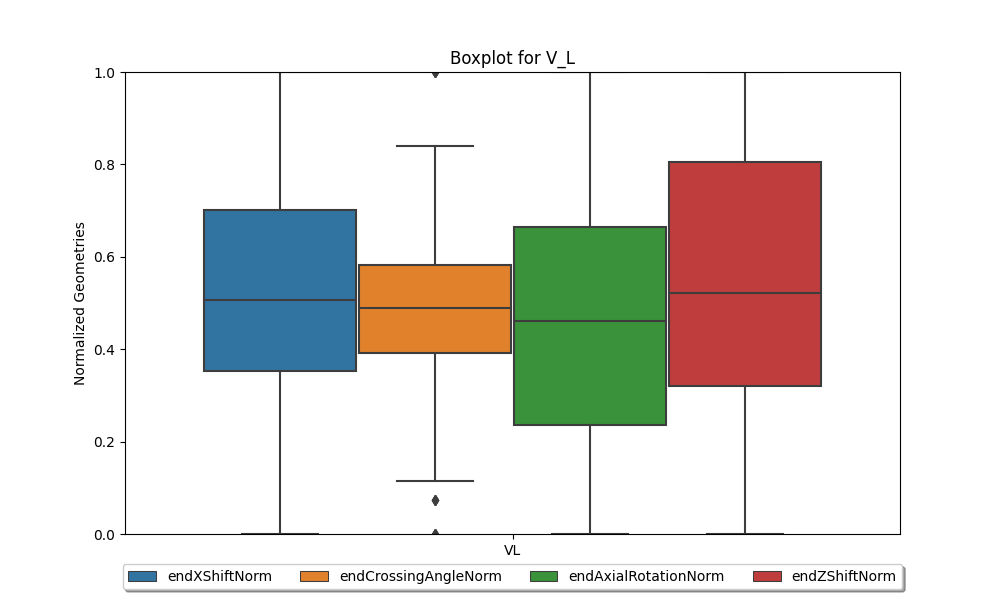 Boxplot for V_L
1.0
0.8
0.6
0.4
0.2
0.0
Normalized Geometries
VL
endXShiftNorm endCrossingAngleNorm endAxialRotationNorm endZShiftNorm